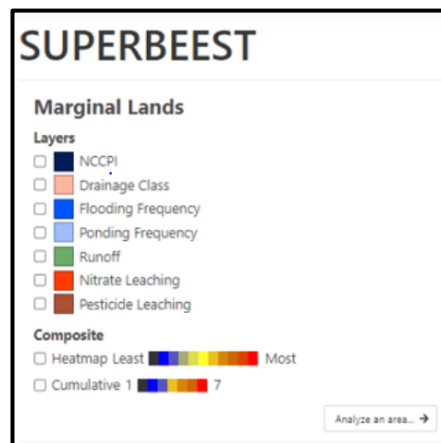 SUPERBEEST
Marginal Lands
Layers
NCCPI
Drainage Class
Flooding Frequency
Ponding Frequency
Runoff
Nitrate Leaching
Pesticide Leaching
Composite
Heatmap Least Most
Cumulative 1 7
Analyze an area... →